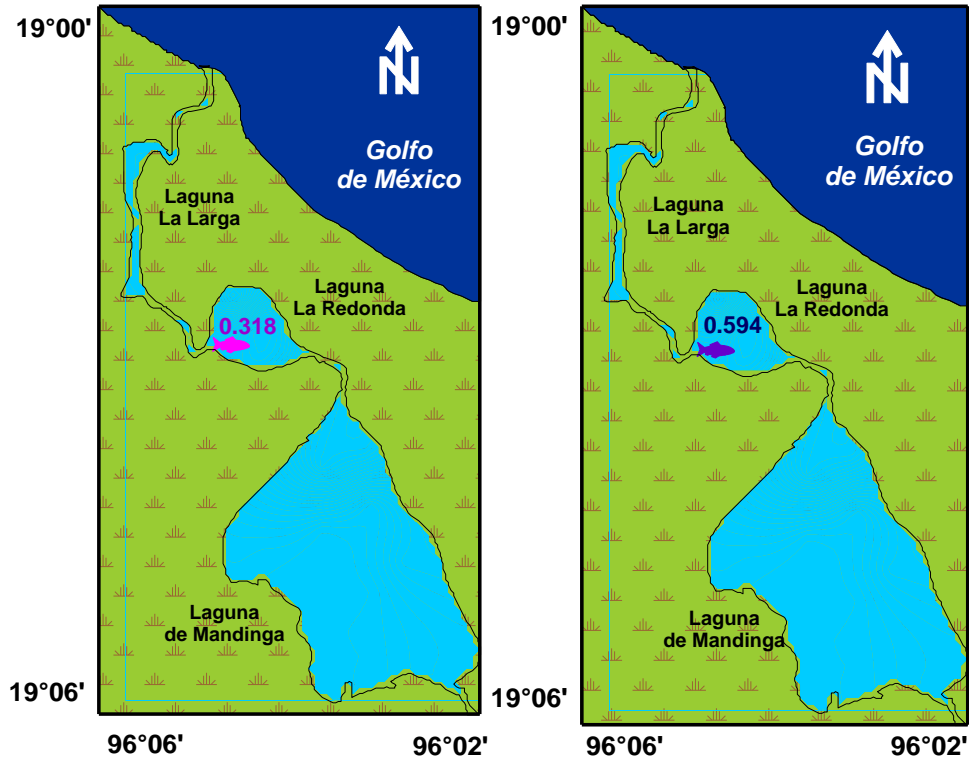 19°00'
N
Golfo
de México
Laguna
La Larga
Laguna
La Redonda
0.318
Laguna
de Mandinga
19°06'
96°06'
96°02'
19°00'
N
Golfo
de México
Laguna
La Larga
Laguna
La Redonda
0.594
Laguna
de Mandinga
19°06'
96°06'
96°02'